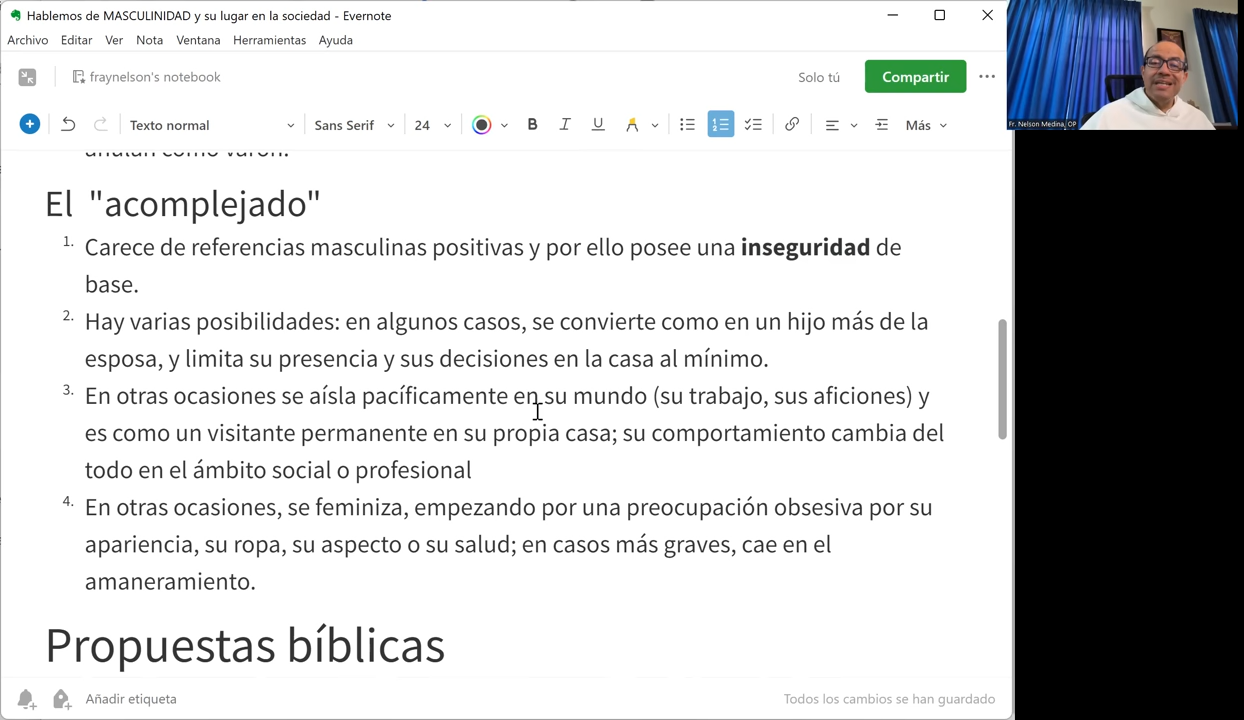 Hablemos de MASCULINIDAD y su lugar en la sociedad - Evernote
Archivo Editar Ver Nota Ventana Herramientas Ayuda
fraynelson's notebook Solo tú Compartir
Texto normal Sans Serif 24 B I U A Más
anulan como varón.
El "acomplejado"
1. Carece de referencias masculinas positivas y por ello posee una inseguridad de
base.
2. Hay varias posibilidades: en algunos casos, se convierte como en un hijo más de la
esposa, y limita su presencia y sus decisiones en la casa al mínimo.
3. En otras ocasiones se aísla pacíficamente en su mundo (su trabajo, sus aficiones) y
es como un visitante permanente en su propia casa; su comportamiento cambia del
todo en el ámbito social o profesional
4. En otras ocasiones, se feminiza, empezando por una preocupación obsesiva por su
apariencia, su ropa, su aspecto o su salud; en casos más graves, cae en el
amaneramiento.
Propuestas bíblicas
Añadir etiqueta Todos los cambios se han guardado
Fr. Nelson Medina, OP